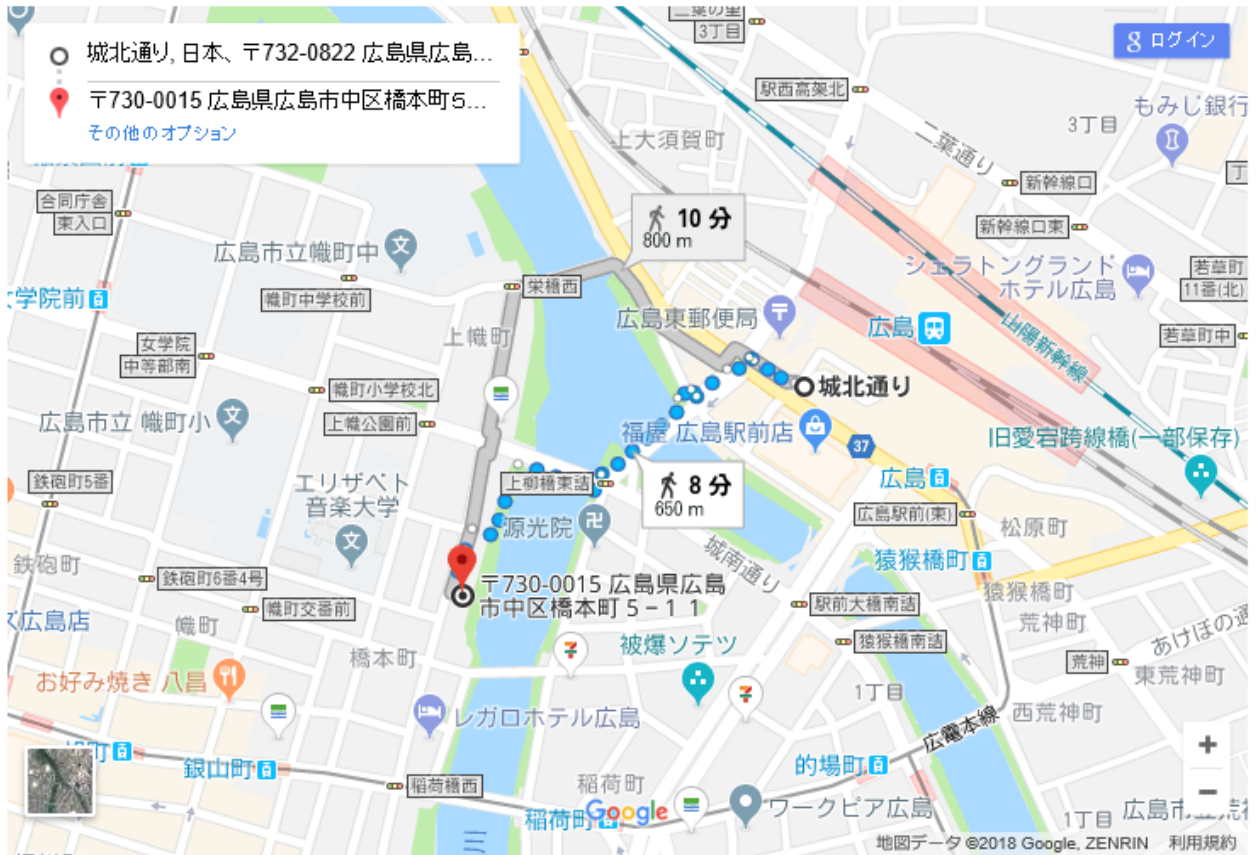 城北通り, 日本、〒732-0822 広島県広島...
〒730-0015 広島県広島市中区橋本町5...
その他のオプション
二葉の里
3丁目
ログイン
駅西高架北
もみじ銀行
3丁目
上大須賀町
二葉通り
新幹線口
合同庁舎
東入口
10 分
800 m
新幹線口東
広島市立幟町中
シェラトングランド
ホテル広島
若草町
11番(北)
栄橋西
女学院前
幟町中学校前
広島東郵便局
広島
山陽新幹線
若草町中
上幟町
女学院
中等部南
城北通り
幟町小学校北
広島市立 幟町小
上幟公園前
福屋 広島駅前店
37
旧愛宕跨線橋(一部保存)
鉄砲町5番
エリザベト
音楽大学
上柳橋東詰
8 分
650 m
広島
広島駅前(東)
松原町
源光院
城南通り
猿猴橋町
鉄砲町
鉄砲町6番4号
〒730-0015 広島県広島
市中区橋本町5-11
猿猴橋町
駅前大橋南詰
幟町交番前
ズ広島店
幟町
荒神町
あけぼの通
猿猴橋南詰
橋本町
被爆ソテツ
荒神
東荒神町
お好み焼き 八昌
1丁目
レガロホテル広島
西荒神町
広電本線
銀山町
的場町
稲荷橋西
稲荷町
Google
稲荷町
ワークピア広島
1丁目
地図データ ©2018 Google, ZENRIN
利用規約